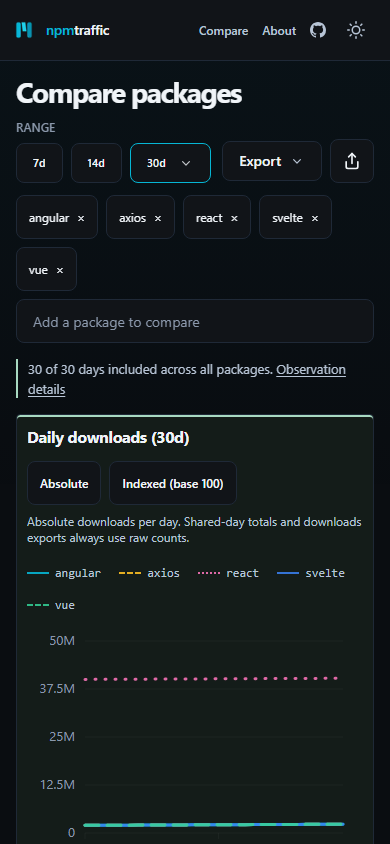 npmtraffic Compare About
Compare packages
RANGE
7d 14d 30d Export
angular × axios × react × svelte ×
vue ×
Add a package to compare
30 of 30 days included across all packages. Observation
details
Daily downloads (30d)
Absolute Indexed (base 100)
Absolute downloads per day. Shared-day totals and downloads
exports always use raw counts.
angular axios react svelte
vue
50M
37.5M
25M
12.5M
0